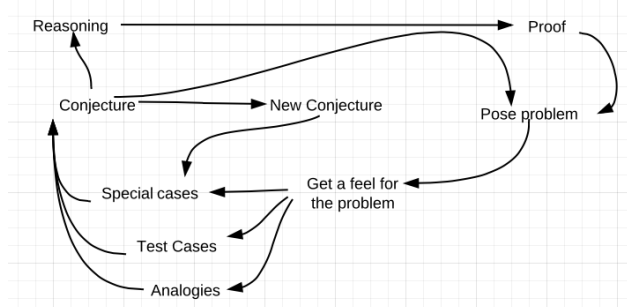 Reasoning
Proof
Conjecture
New Conjecture
Pose problem
Special cases
Get a feel for
the problem
Test Cases
Analogies